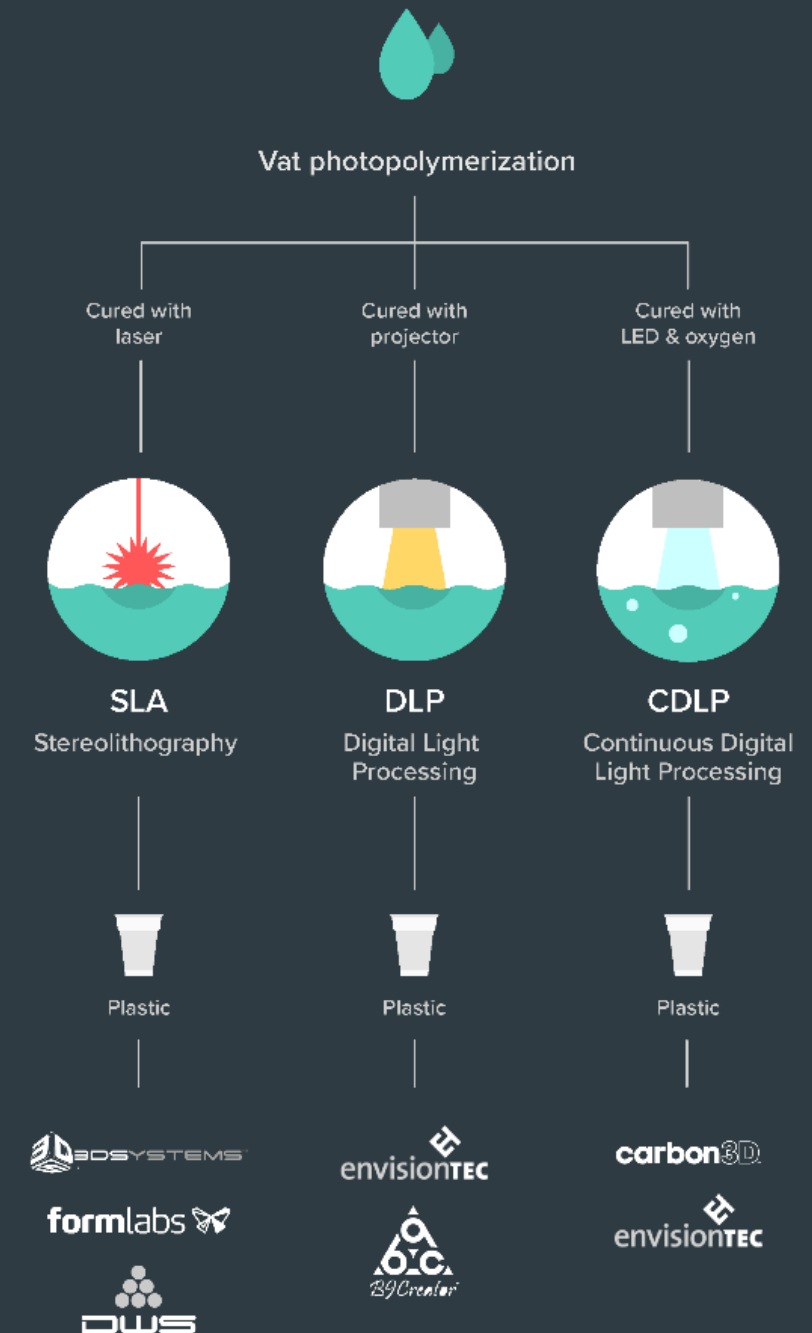 Vat photopolymerization
Cured with
laser
Cured with
projector
Cured with
LED & oxygen
SLA
Stereolithography
DLP
Digital Light
Processing
CDLP
Continuous Digital
Light Processing
Plastic
Plastic
Plastic
3D 3DSYSTEMS
formlabs
DWS
envisionTEC
B9Creator
carbon3D
envisionTEC